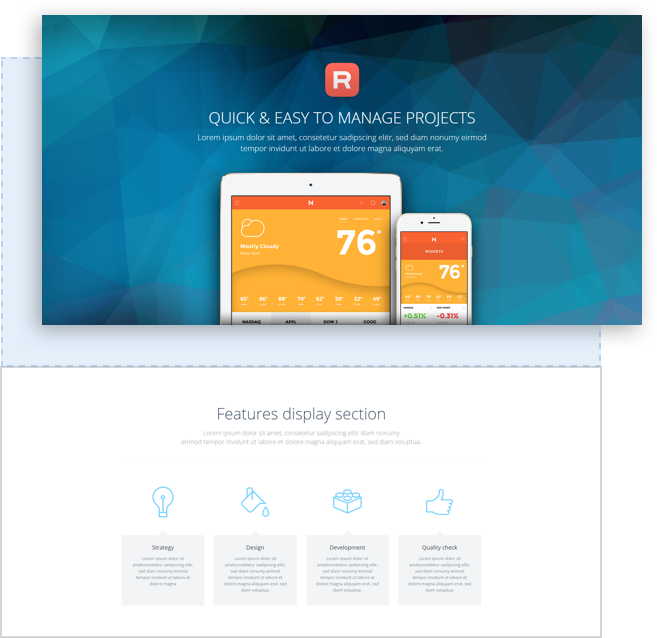 R
QUICK & EASY TO MANAGE PROJECTS
Lorem ipsum dolor sit amet, consetetur sadipscing elitr, sed diam nonumy eirmod
tempor invidunt ut labore et dolore magna aliquyam erat.
N
Mostly Cloudy
New York
76°
65° 66° 68° 79° 62° 59° 52° 49°
NASDAQ APPL DOW J GOOG
N
WIDGETS
76°
+0.51% -0.31%
Features display section
Lorem ipsum dolor sit amet, consetetur sadipscing elitr diam nonumy
eirmod tempor invidunt ut labore et dolore magna aliquyam erat, sed diam voluptua.
Strategy
Lorem ipsum dolor sit
ametconsetetur sadipscing elitr,
sed diam nonumy eirmod
tempor invidunt ut labore et
dolore magna
Design
Lorem ipsum dolor sit
ametconsetetur sadipscing elitr,
sed diam nonumy eirmod
tempor invidunt ut labore et
dolore magna aliquyam erat, sed
diam voluptua.
Development
Lorem ipsum dolor sit
ametconsetetur sadipscing elitr,
sed diam nonumy eirmod
tempor invidunt ut labore et
dolore magna aliquyam erat, sed
diam voluptua.
Quality check
Lorem ipsum dolor sit
ametconsetetur sadipscing elitr,
sed diam nonumy eirmod
tempor invidunt ut labore et
dolore magna aliquyam erat, sed
diam voluptua.